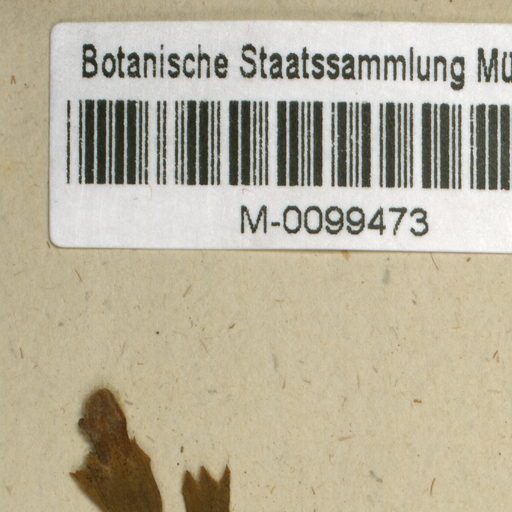 Botanische Staatssammlung Mü
M-0099473